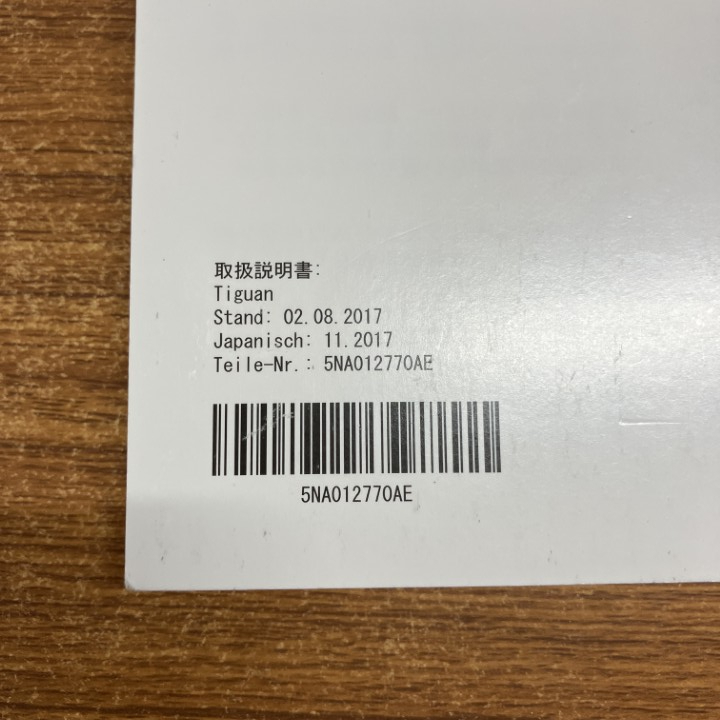 取扱説明書:
Tiguan
Stand: 02.08.2017
Japanisch: 11.2017
Teile-Nr.: 5NA012770AE
5NA012770AE